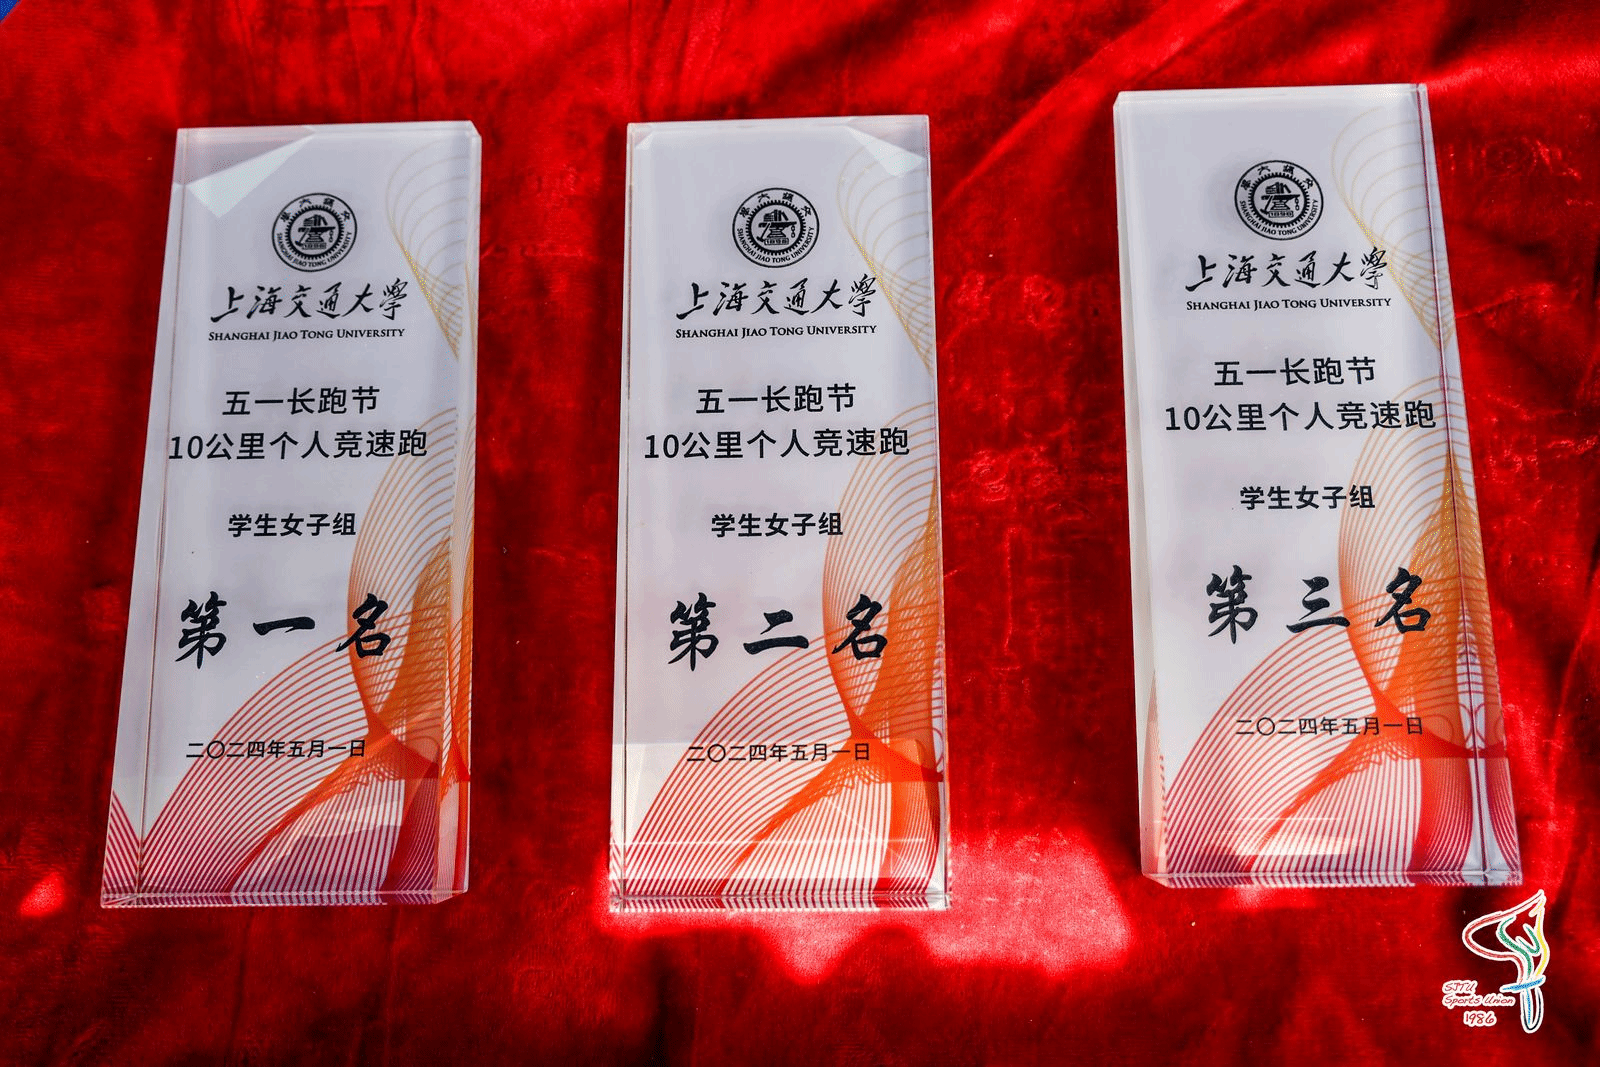 上海交通大學
SHANGHAI JIAO TONG UNIVERSITY
五一长跑节
10公里个人竞速跑
学生女子组
第一名
二〇二四年五月一日
上海交通大學
SHANGHAI JIAO TONG UNIVERSITY
五一长跑节
10公里个人竞速跑
学生女子组
第二名
二〇二四年五月一日
SHANGHAI JIAO TONG UNIVERSITY
1896
上海交通大學
SHANGHAI JIAO TONG UNIVERSITY
五一长跑节
10公里个人竞速跑
学生女子组
第三名
二〇二四年五月一日
SJTU
Sports Union
1986